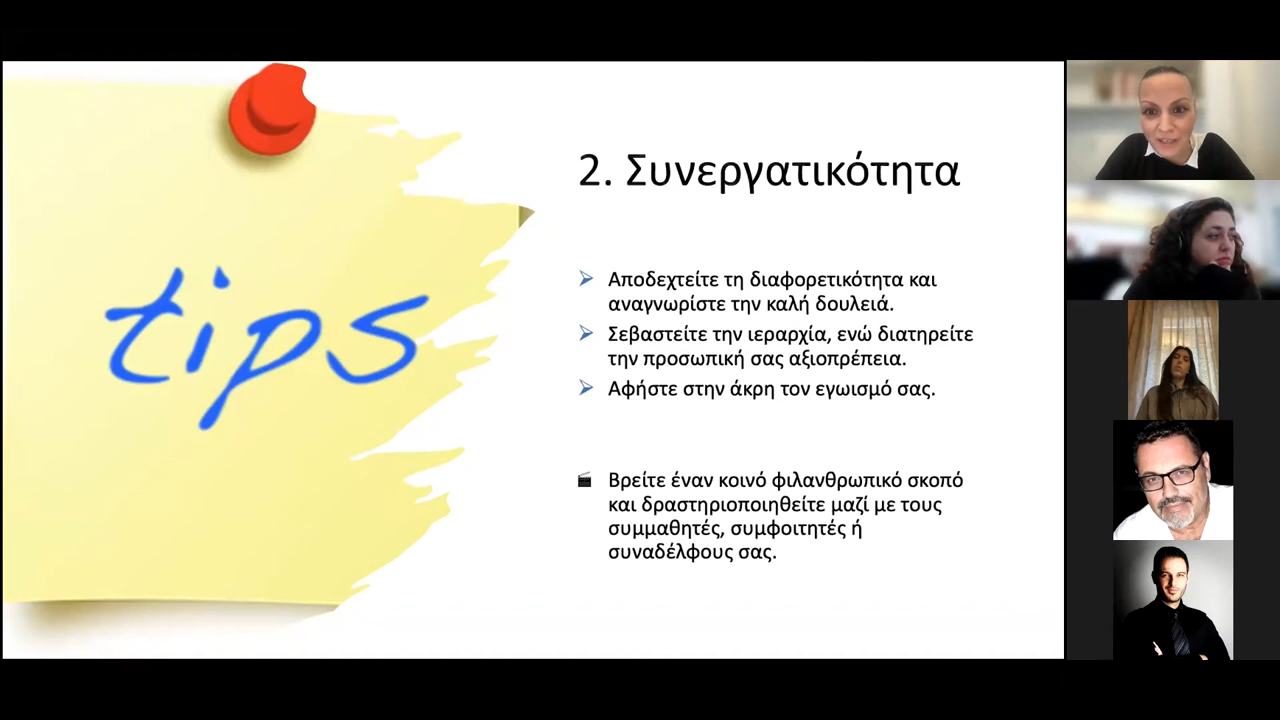 tips
2. Συνεργατικότητα
Αποδεχτείτε τη διαφορετικότητα και
αναγνωρίστε την καλή δουλειά.
Σεβαστείτε την ιεραρχία, ενώ διατηρείτε
την προσωπική σας αξιοπρέπεια.
Αφήστε στην άκρη τον εγωισμό σας.
Βρείτε έναν κοινό φιλανθρωπικό σκοπό
και δραστηριοποιηθείτε μαζί με τους
συμμαθητές, συμφοιτητές ή
συναδέλφους σας.